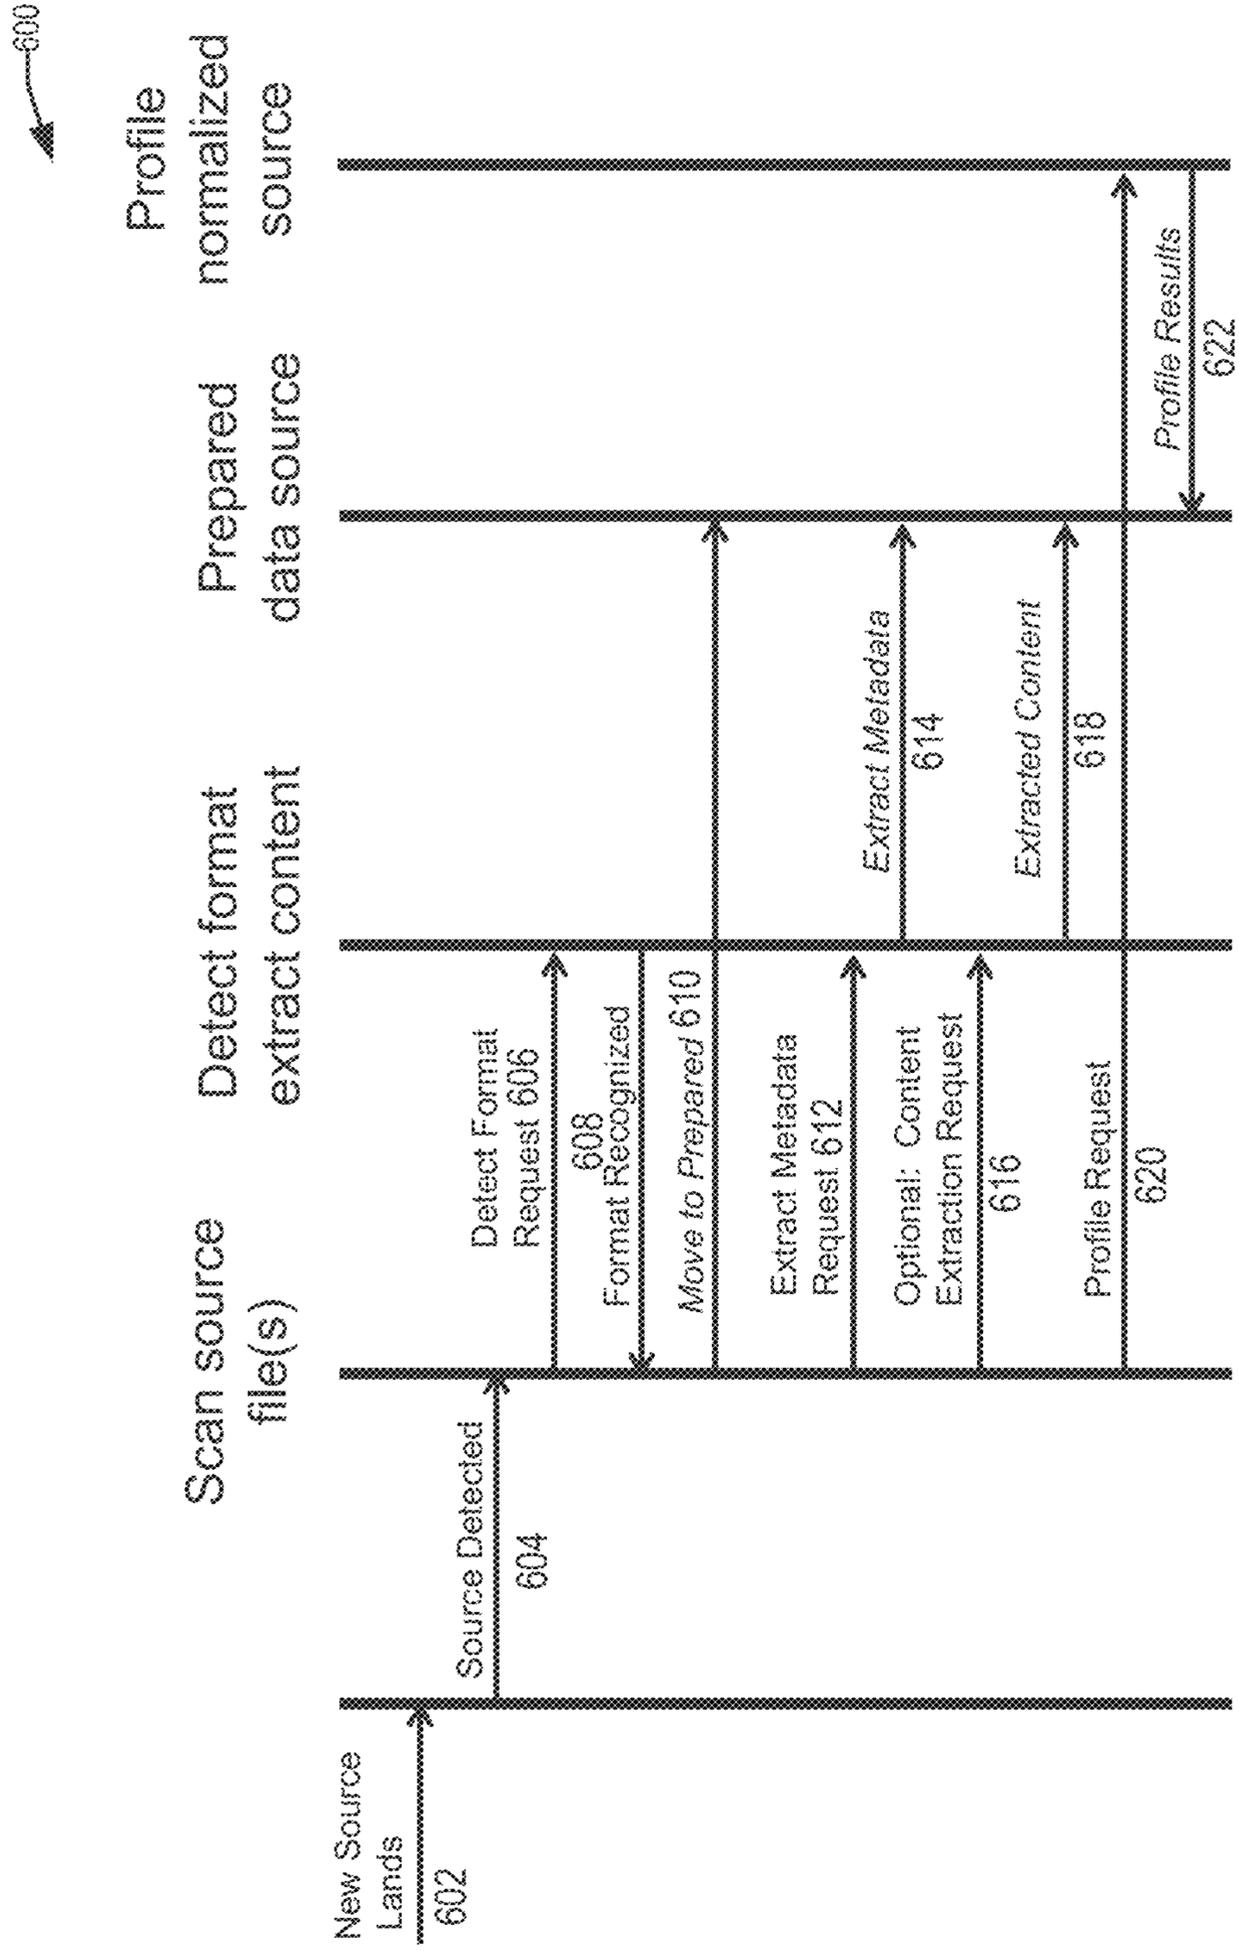 600
Scan source
file(s)
Detect format
extract content
Prepared
data source
Profile
normalized
source
New Source
Lands
602
Source Detected
604
Detect Format
Request 606
608
Format Recognized
Move to Prepared 610
Extract Metadata
Request 612
Extract Metadata
614
Optional: Content
Extraction Request
616
Extracted Content
618
Profile Request
620
Profile Results
622